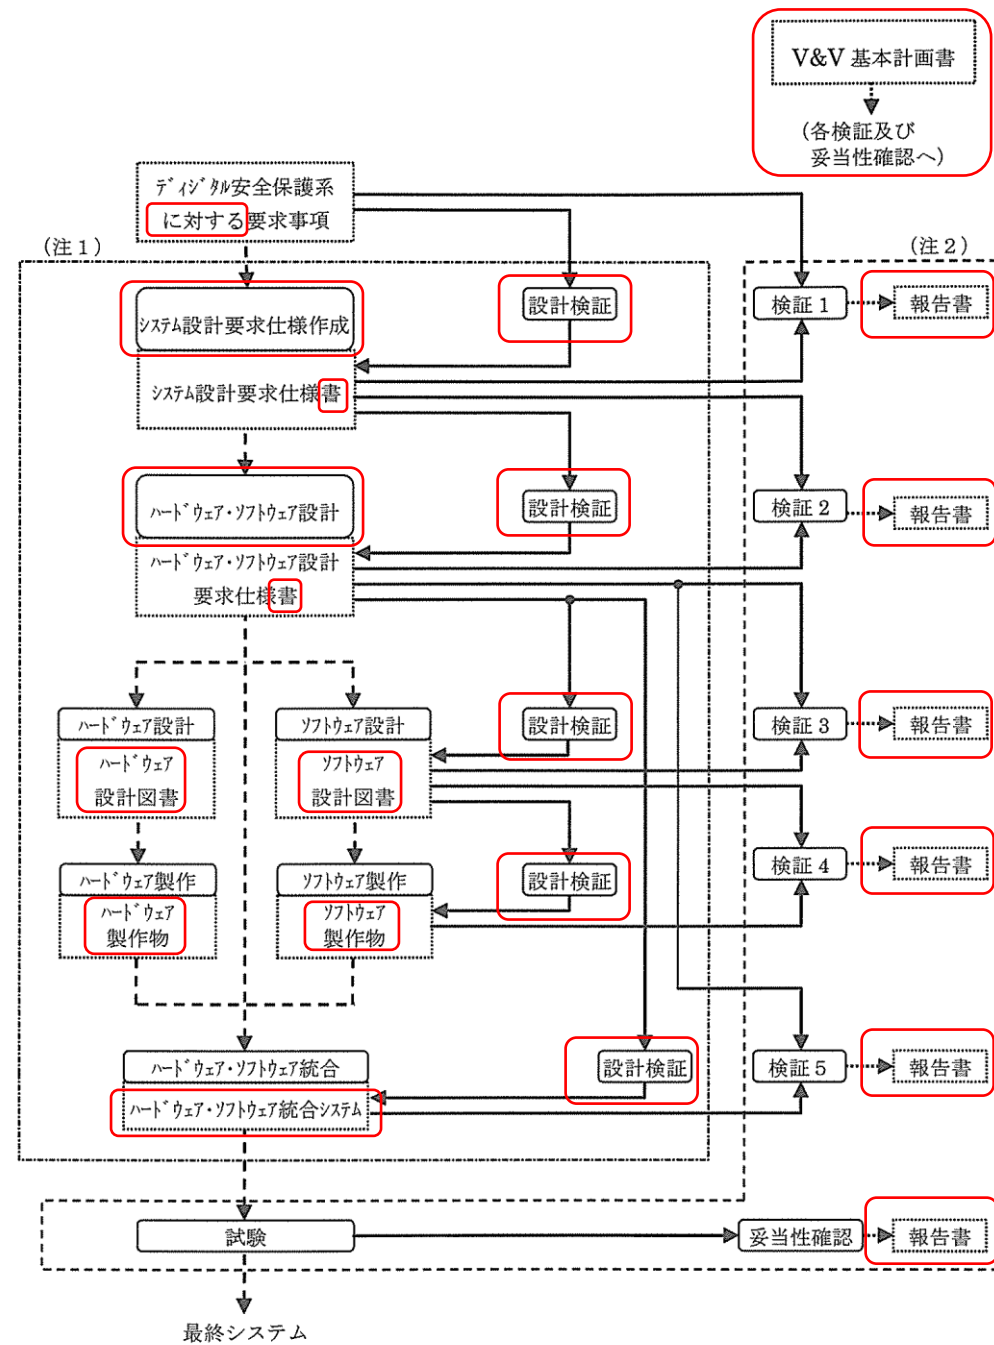 V&V 基本計画書
(各検証及び
妥当性確認へ)
ディジタル安全保護系
に対する要求事項
(注1)
(注2)
システム設計要求仕様作成
設計検証
検証1
報告書
システム設計要求仕様書
ハードウェア・ソフトウェア設計
設計検証
検証2
報告書
ハードウェア・ソフトウェア設計
要求仕様書
ハードウェア設計
ソフトウェア設計
設計検証
検証3
報告書
ハードウェア
設計図書
ソフトウェア
設計図書
ハードウェア製作
ソフトウェア製作
設計検証
検証4
報告書
ハードウェア
製作物
ソフトウェア
製作物
ハードウェア・ソフトウェア統合
設計検証
検証5
報告書
ハードウェア・ソフトウェア統合システム
試験
妥当性確認
報告書
最終システム